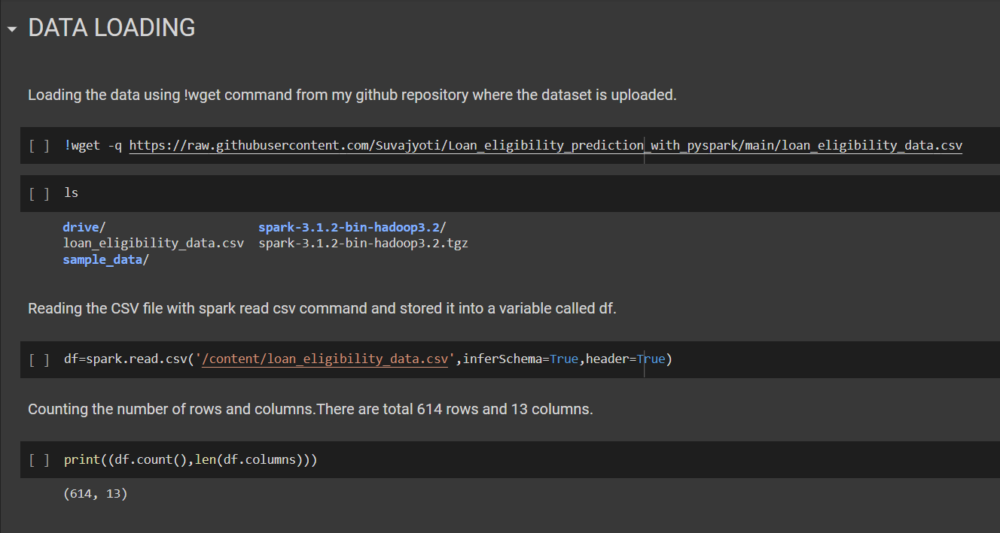 DATA LOADING
Loading the data using !wget command from my github repository where the dataset is uploaded.
[ ] !wget -q https://raw.githubusercontent.com/Suvajyoti/Loan_eligibility_prediction_with_pyspark/main/loan_eligibility_data.csv
[ ] ls
drive/ spark-3.1.2-bin-hadoop3.2/
loan_eligibility_data.csv spark-3.1.2-bin-hadoop3.2.tgz
sample_data/
Reading the CSV file with spark read csv command and stored it into a variable called df.
[ ] df=spark.read.csv('/content/loan_eligibility_data.csv',inferSchema=True,header=True)
Counting the number of rows and columns.There are total 614 rows and 13 columns.
[ ] print((df.count(),len(df.columns)))
(614, 13)